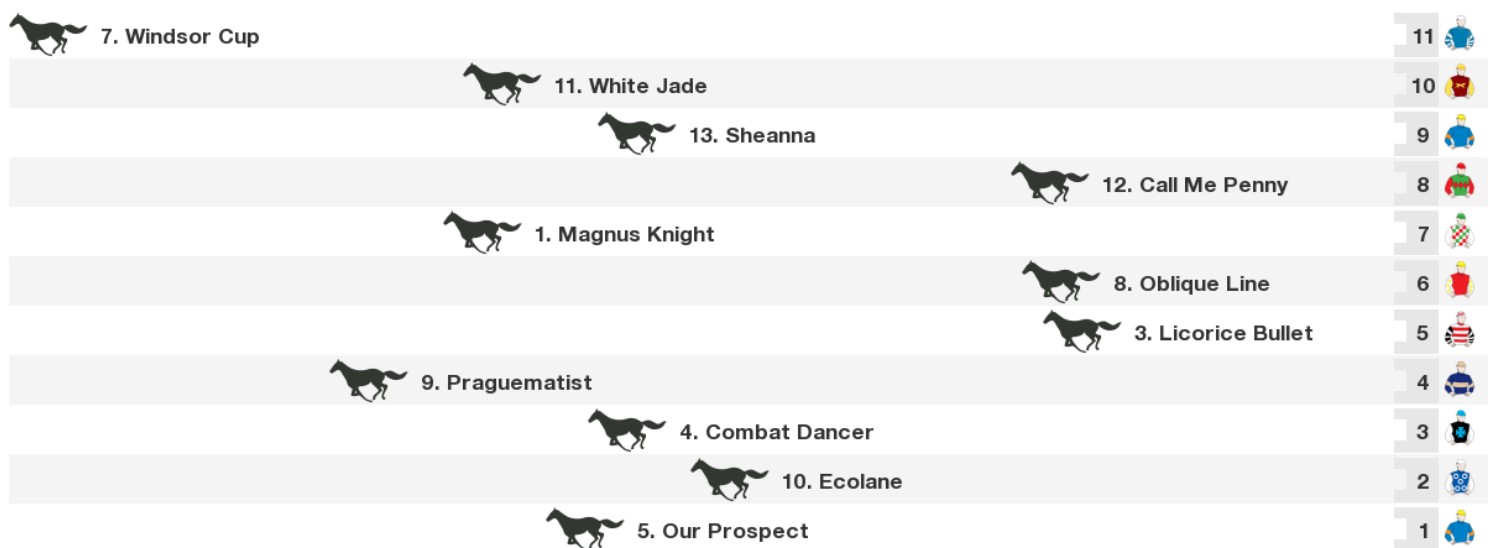 7. Windsor Cup 11
11. White Jade 10
13. Sheanna 9
12. Call Me Penny 8
1. Magnus Knight 7
8. Oblique Line 6
3. Licorice Bullet 5
9. Praguematist 4
4. Combat Dancer 3
10. Ecolane 2
5. Our Prospect 1